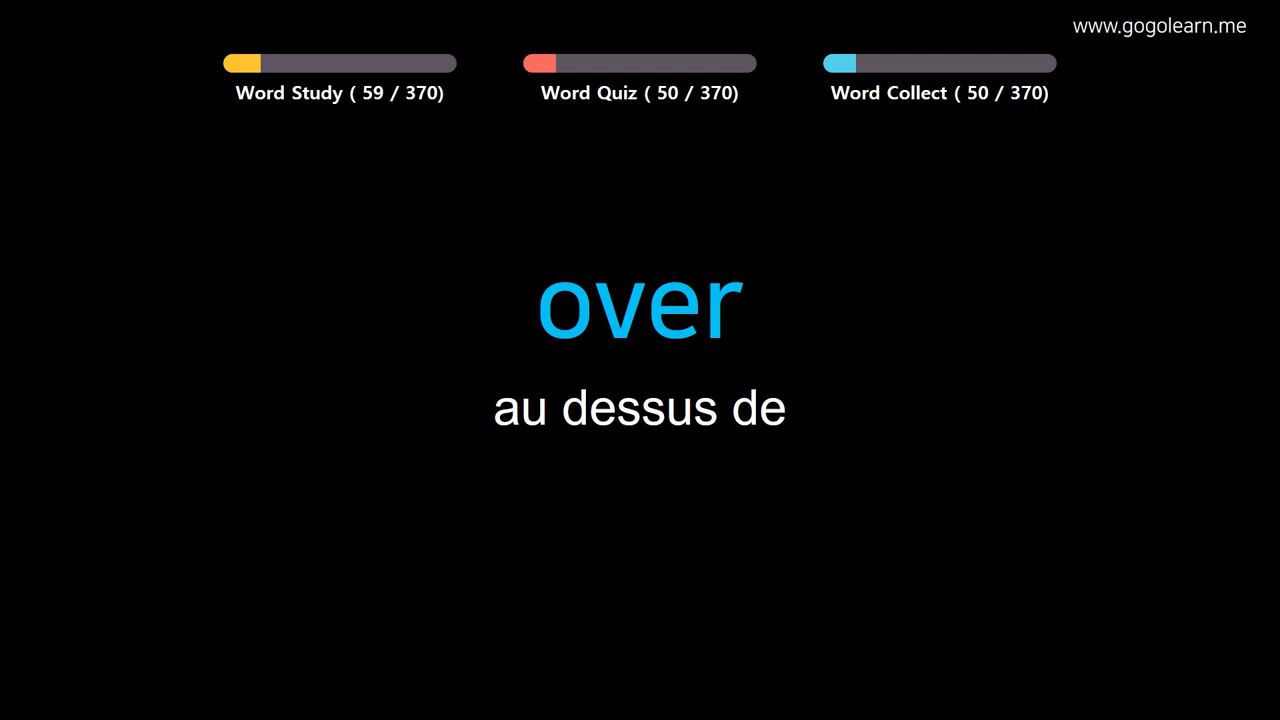 www.gogolearn.me
Word Study ( 59 / 370)
Word Quiz ( 50 / 370)
Word Collect ( 50 / 370)
over
au dessus de